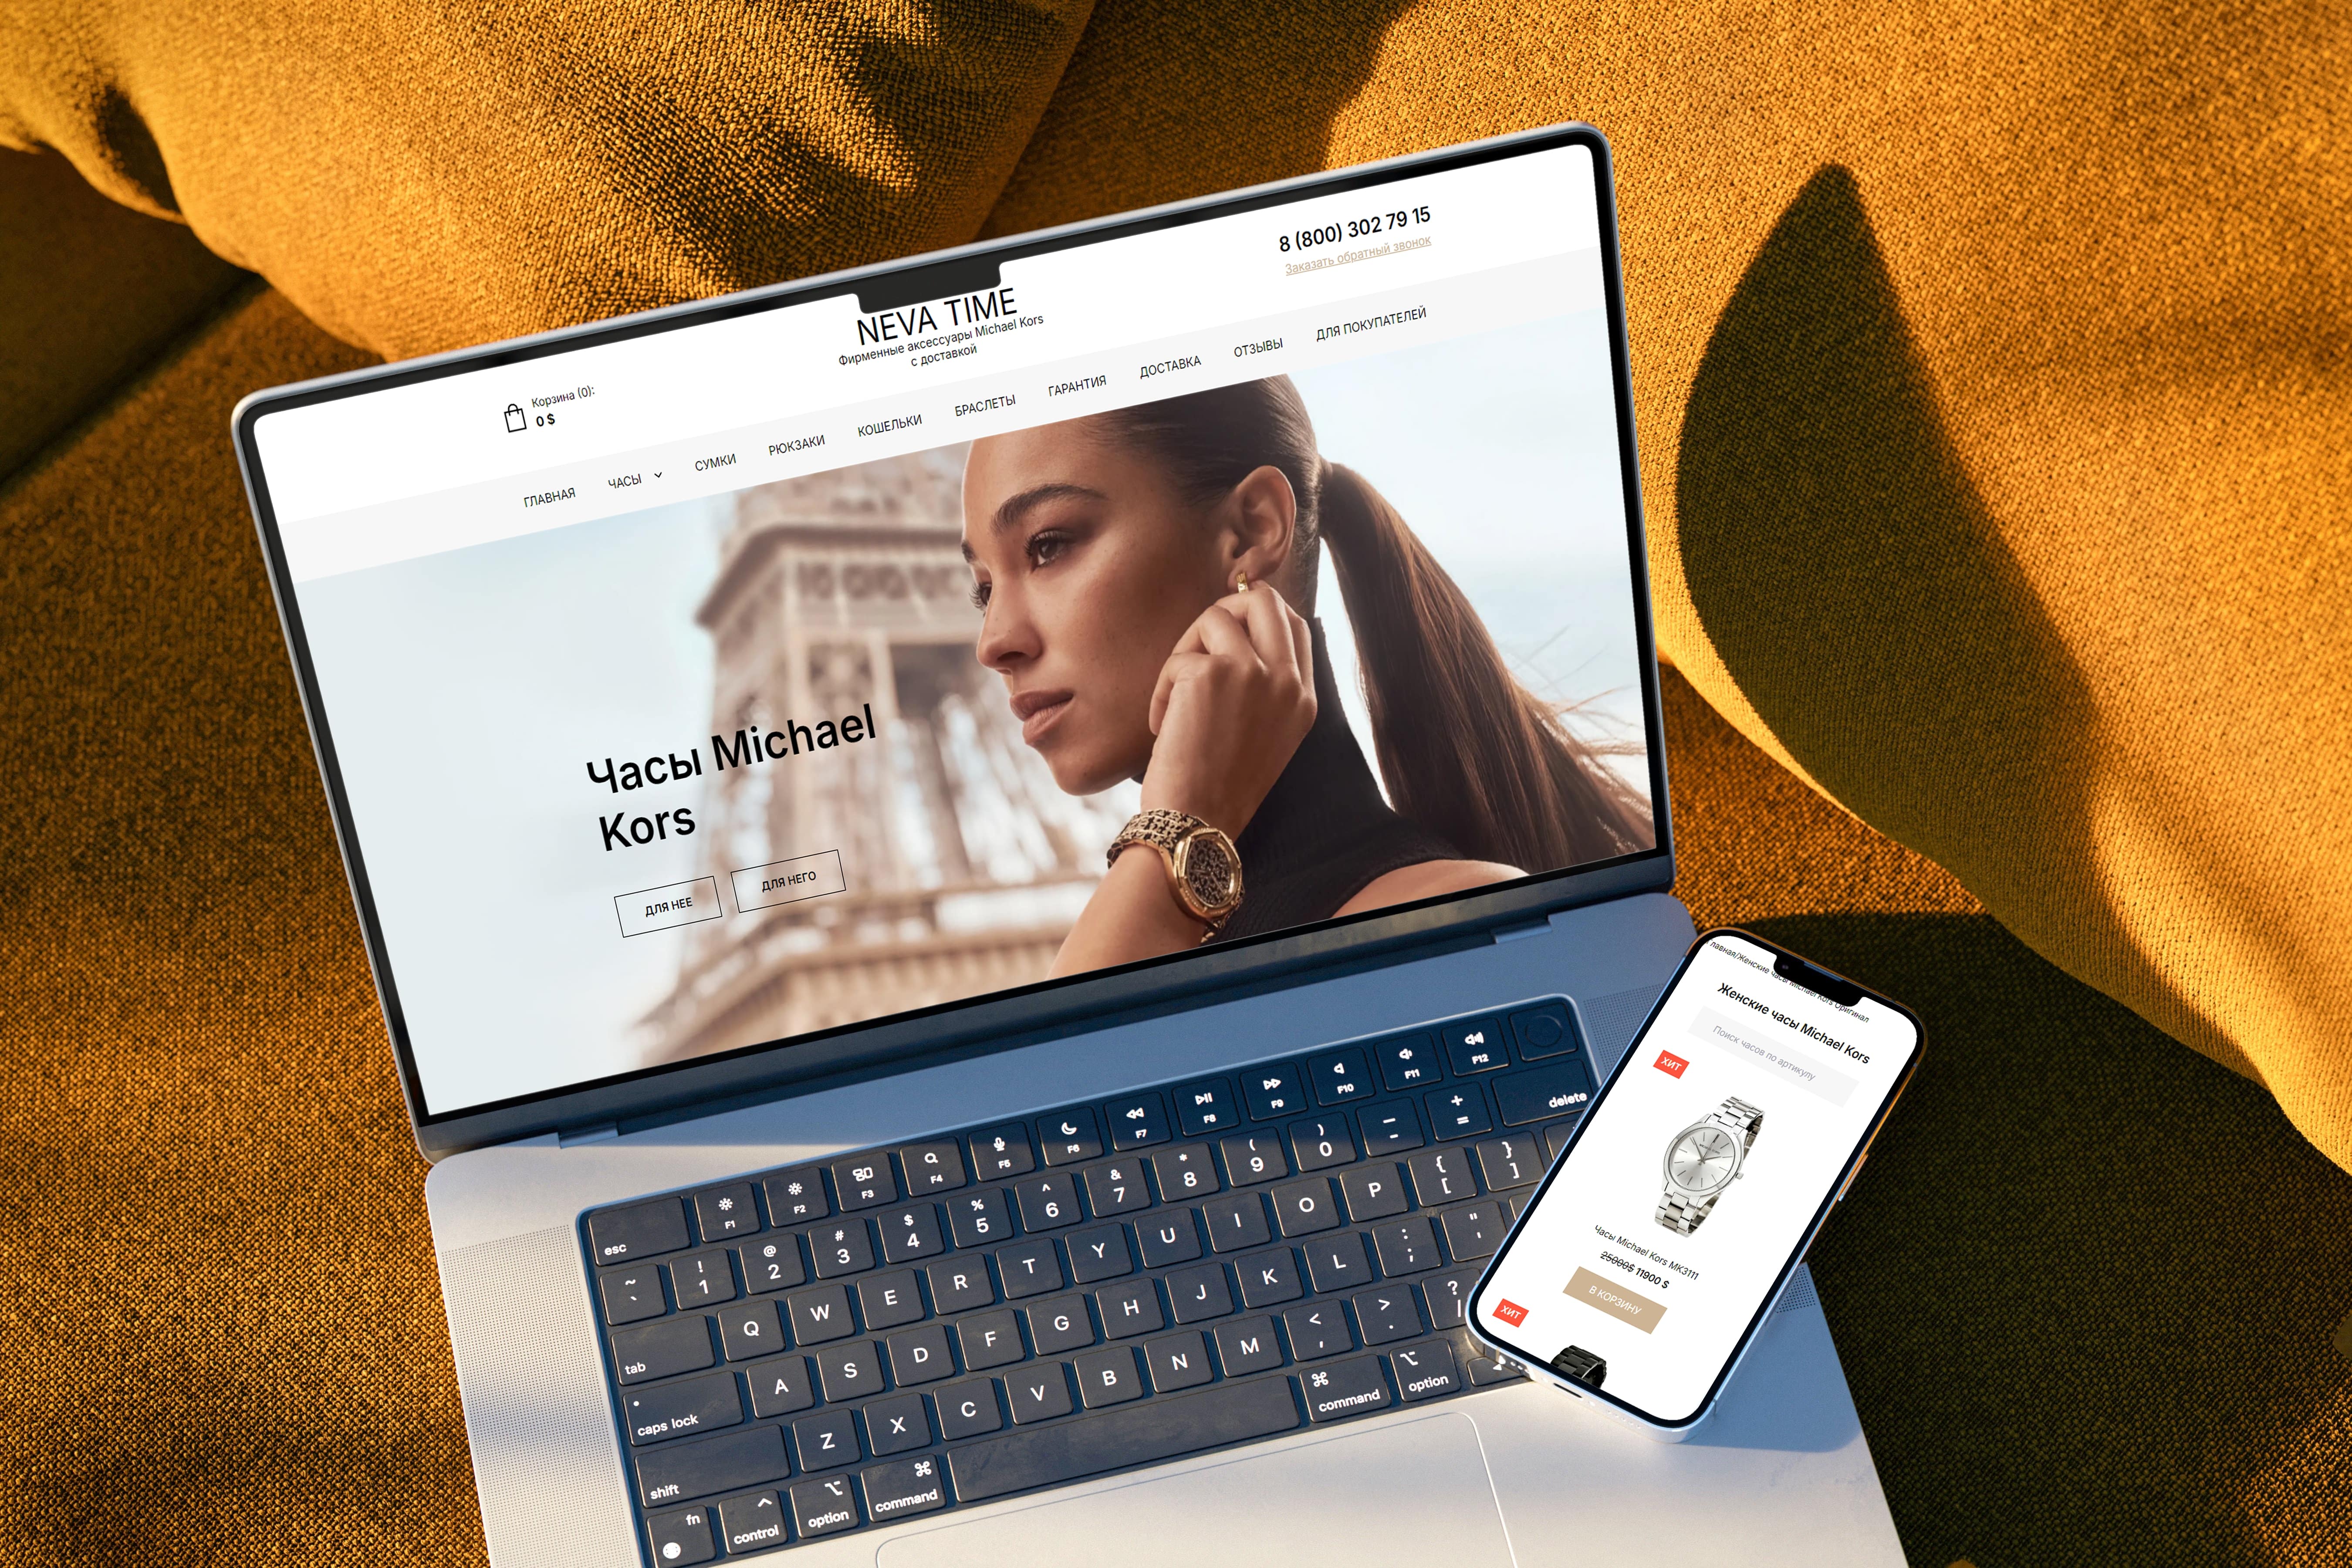 8 (800) 302 79 15
Заказать обратный звонок
NEVA TIME
Фирменные аксессуары Michael Kors
с доставкой
Корзина (0):
0 $
ГЛАВНАЯ ЧАСЫ СУМКИ РЮКЗАКИ КОШЕЛЬКИ БРАСЛЕТЫ ГАРАНТИЯ ДОСТАВКА ОТЗЫВЫ ДЛЯ ПОКУПАТЕЛЕЙ
Часы Michael
Kors
ДЛЯ НЕЕ ДЛЯ НЕГО
лавная/Женские часы Michael Kors Оригинал
Женские часы Michael Kors
Поиск часов по артикулу
ХИТ
Часы Michael Kors MK3111
25000$ 11900 $
В КОРЗИНУ
ХИТ
esc F1 F2 F3 F4 F5 F6 F7 F8 F9 F10 F11 F12
~ ! @ # $ % ^ & * ( ) – +
` 1 2 3 4 5 6 7 8 9 0 - = delete
tab Q W E R T Y U I O P { [ } ]
caps lock A S D F G H J K L : ; " '
shift Z X C V B N M < , > . ? /
fn control option command command option